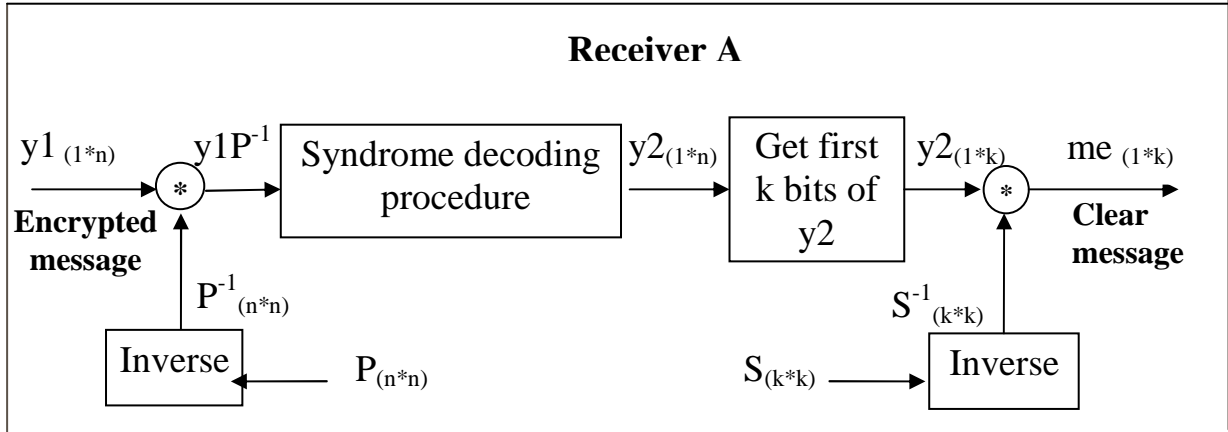 Receiver A
y1 (1*n)
*
y1P-1
Syndrome decoding
procedure
y2(1*n)
Get first
k bits of
y2
y2(1*k)
*
me (1*k)
Encrypted
message
Clear
message
P-1(n*n)
S-1(k*k)
Inverse
P(n*n)
S(k*k)
Inverse